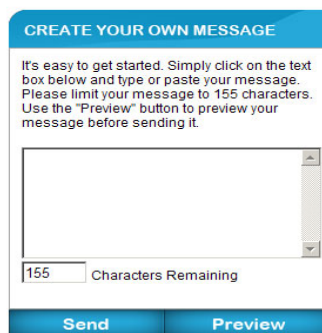 CREATE YOUR OWN MESSAGE
It's easy to get started. Simply click on the text
box below and type or paste your message.
Please limit your message to 155 characters.
Use the "Preview" button to preview your
message before sending it.
155 Characters Remaining
Send Preview